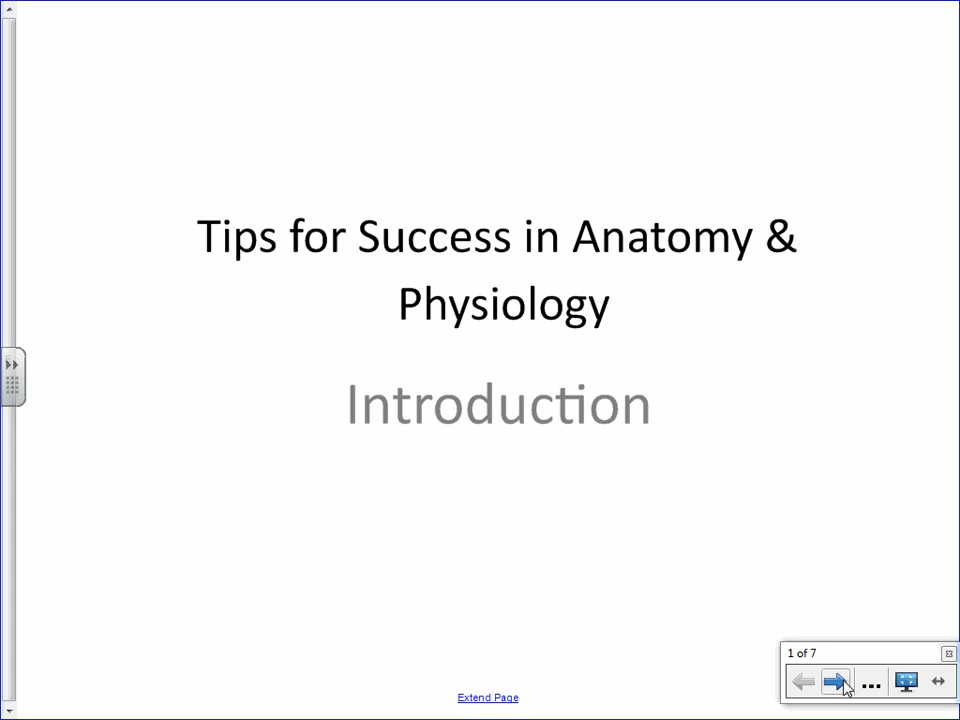 Tips for Success in Anatomy &
Physiology
Introduction
1 of 7
...
Extend Page